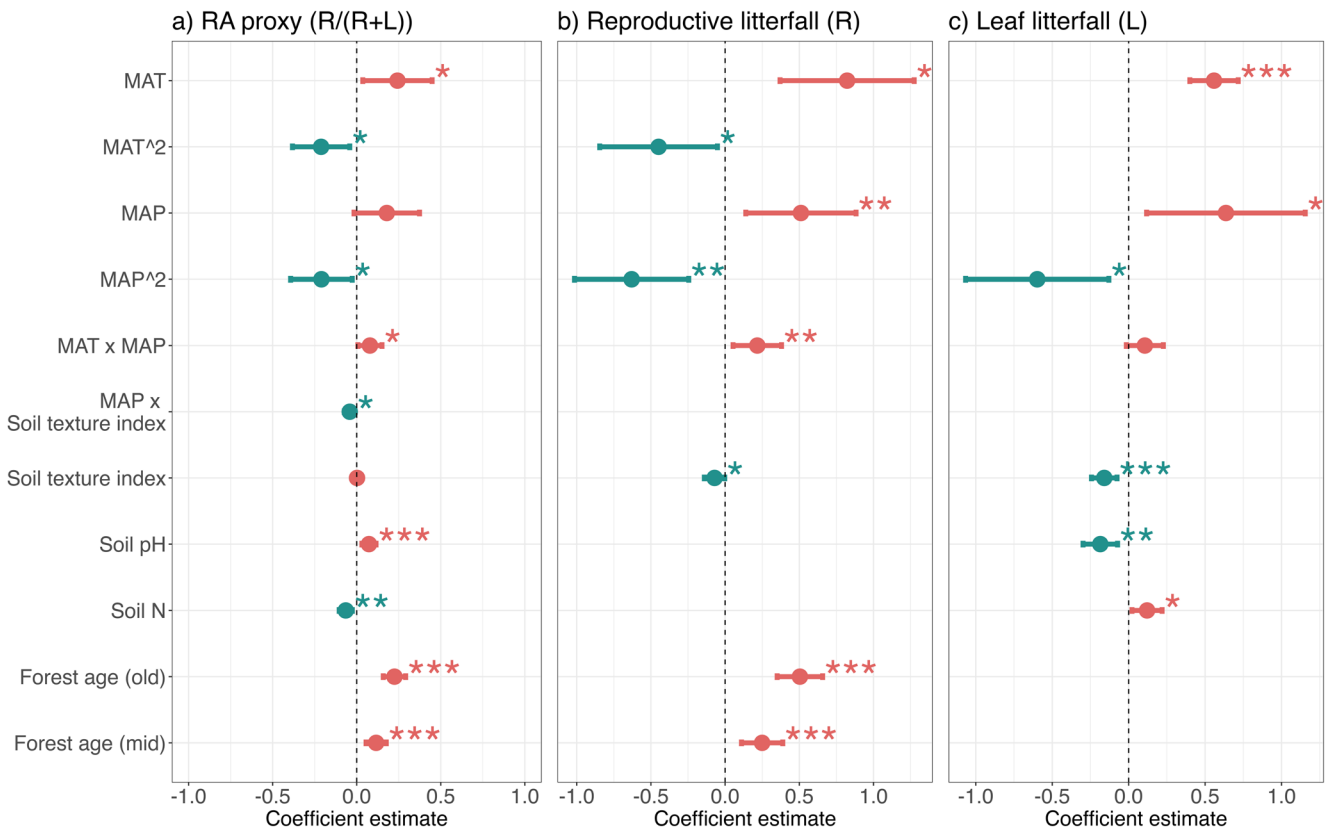 a) RA proxy (R/(R+L))
b) Reproductive litterfall (R)
c) Leaf litterfall (L)
MAT * * ***
MAT^2 * *
MAP ** *
MAP^2 * ** *
MAT x MAP * **
MAP x
Soil texture index *
Soil texture index * ***
Soil pH *** **
Soil N ** *
Forest age (old) *** ***
Forest age (mid) *** ***
-1.0 -0.5 0.0 0.5 1.0 -1.0 -0.5 0.0 0.5 1.0 -1.0 -0.5 0.0 0.5 1.0
Coefficient estimate Coefficient estimate Coefficient estimate